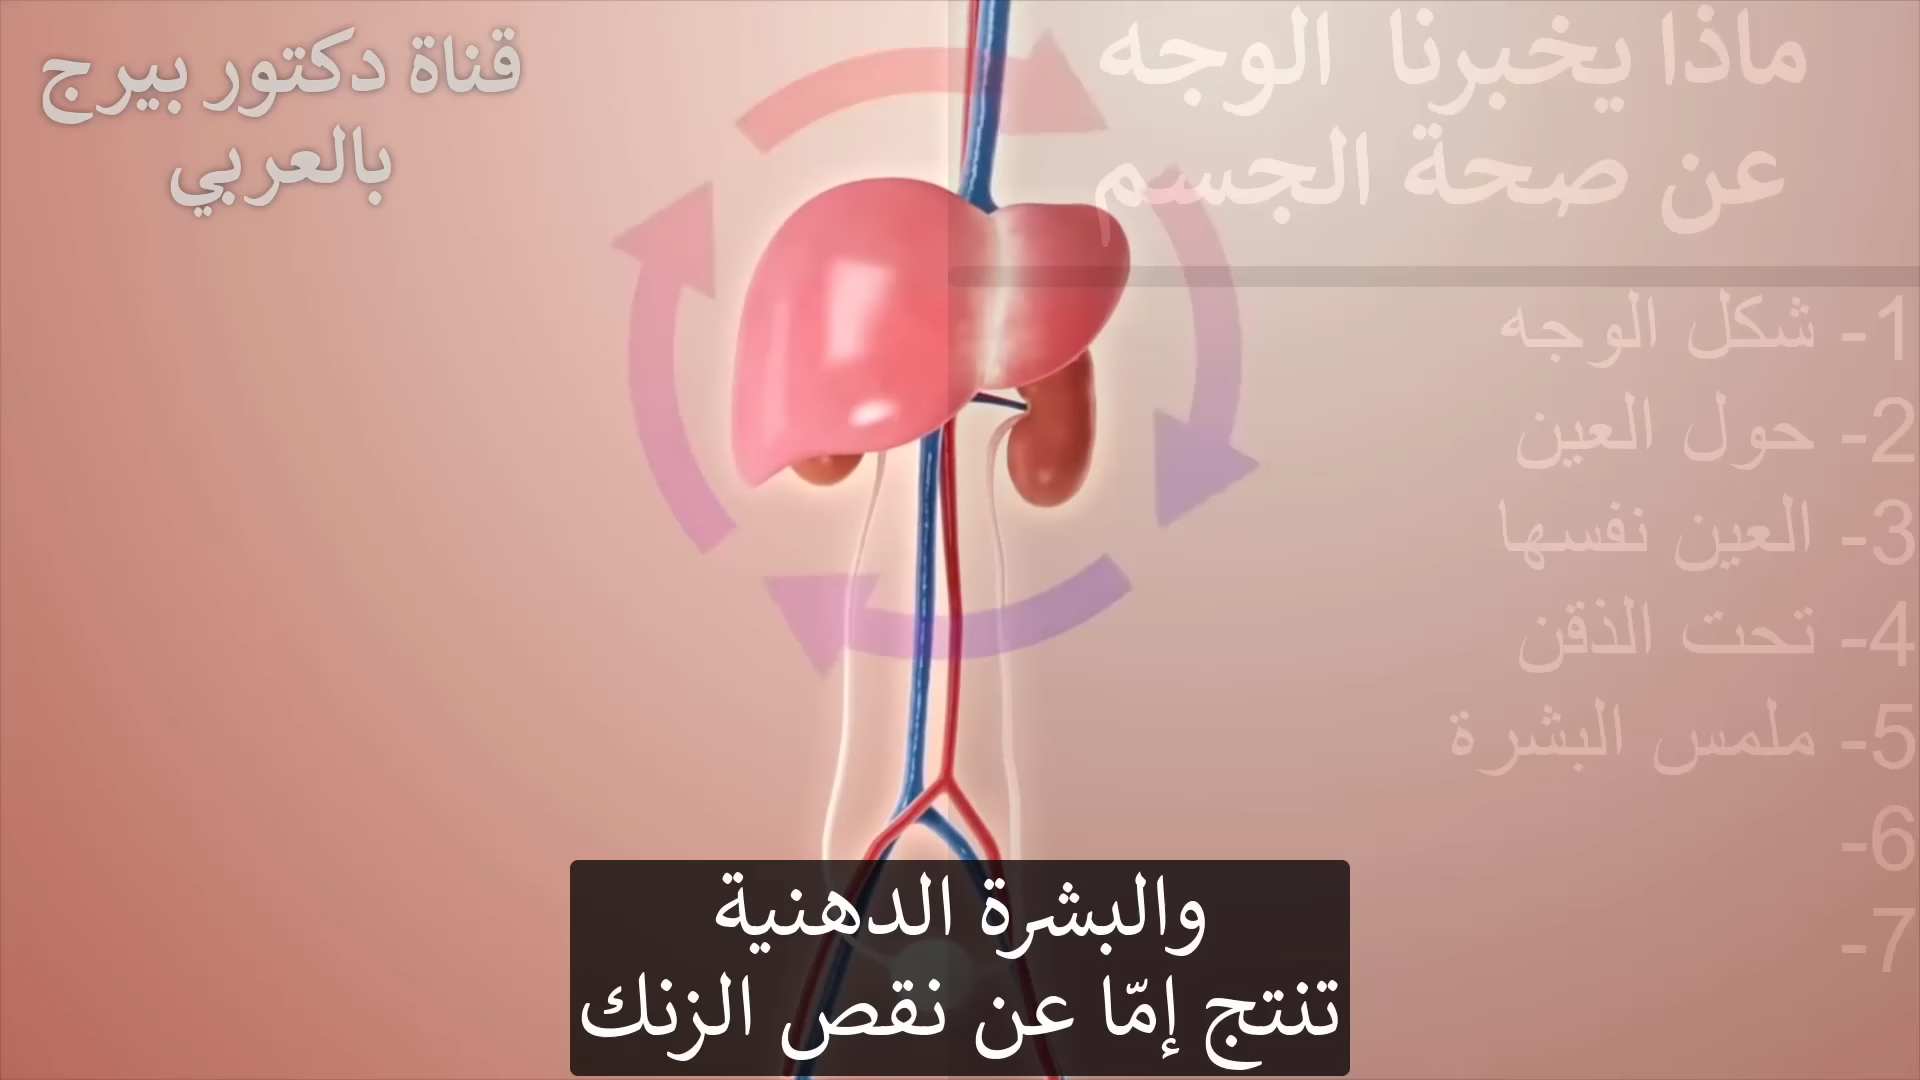 قناة دكتور بيرج
بالعربي
ماذا يخبرنا الوجه
عن صحة الجسم
1- شكل الوجه
2- حول العين
3- العين نفسها
4- تحت الذقن
5- ملمس البشرة
6-
7-
والبشرة الدهنية
تنتج إمّا عن نقص الزنك